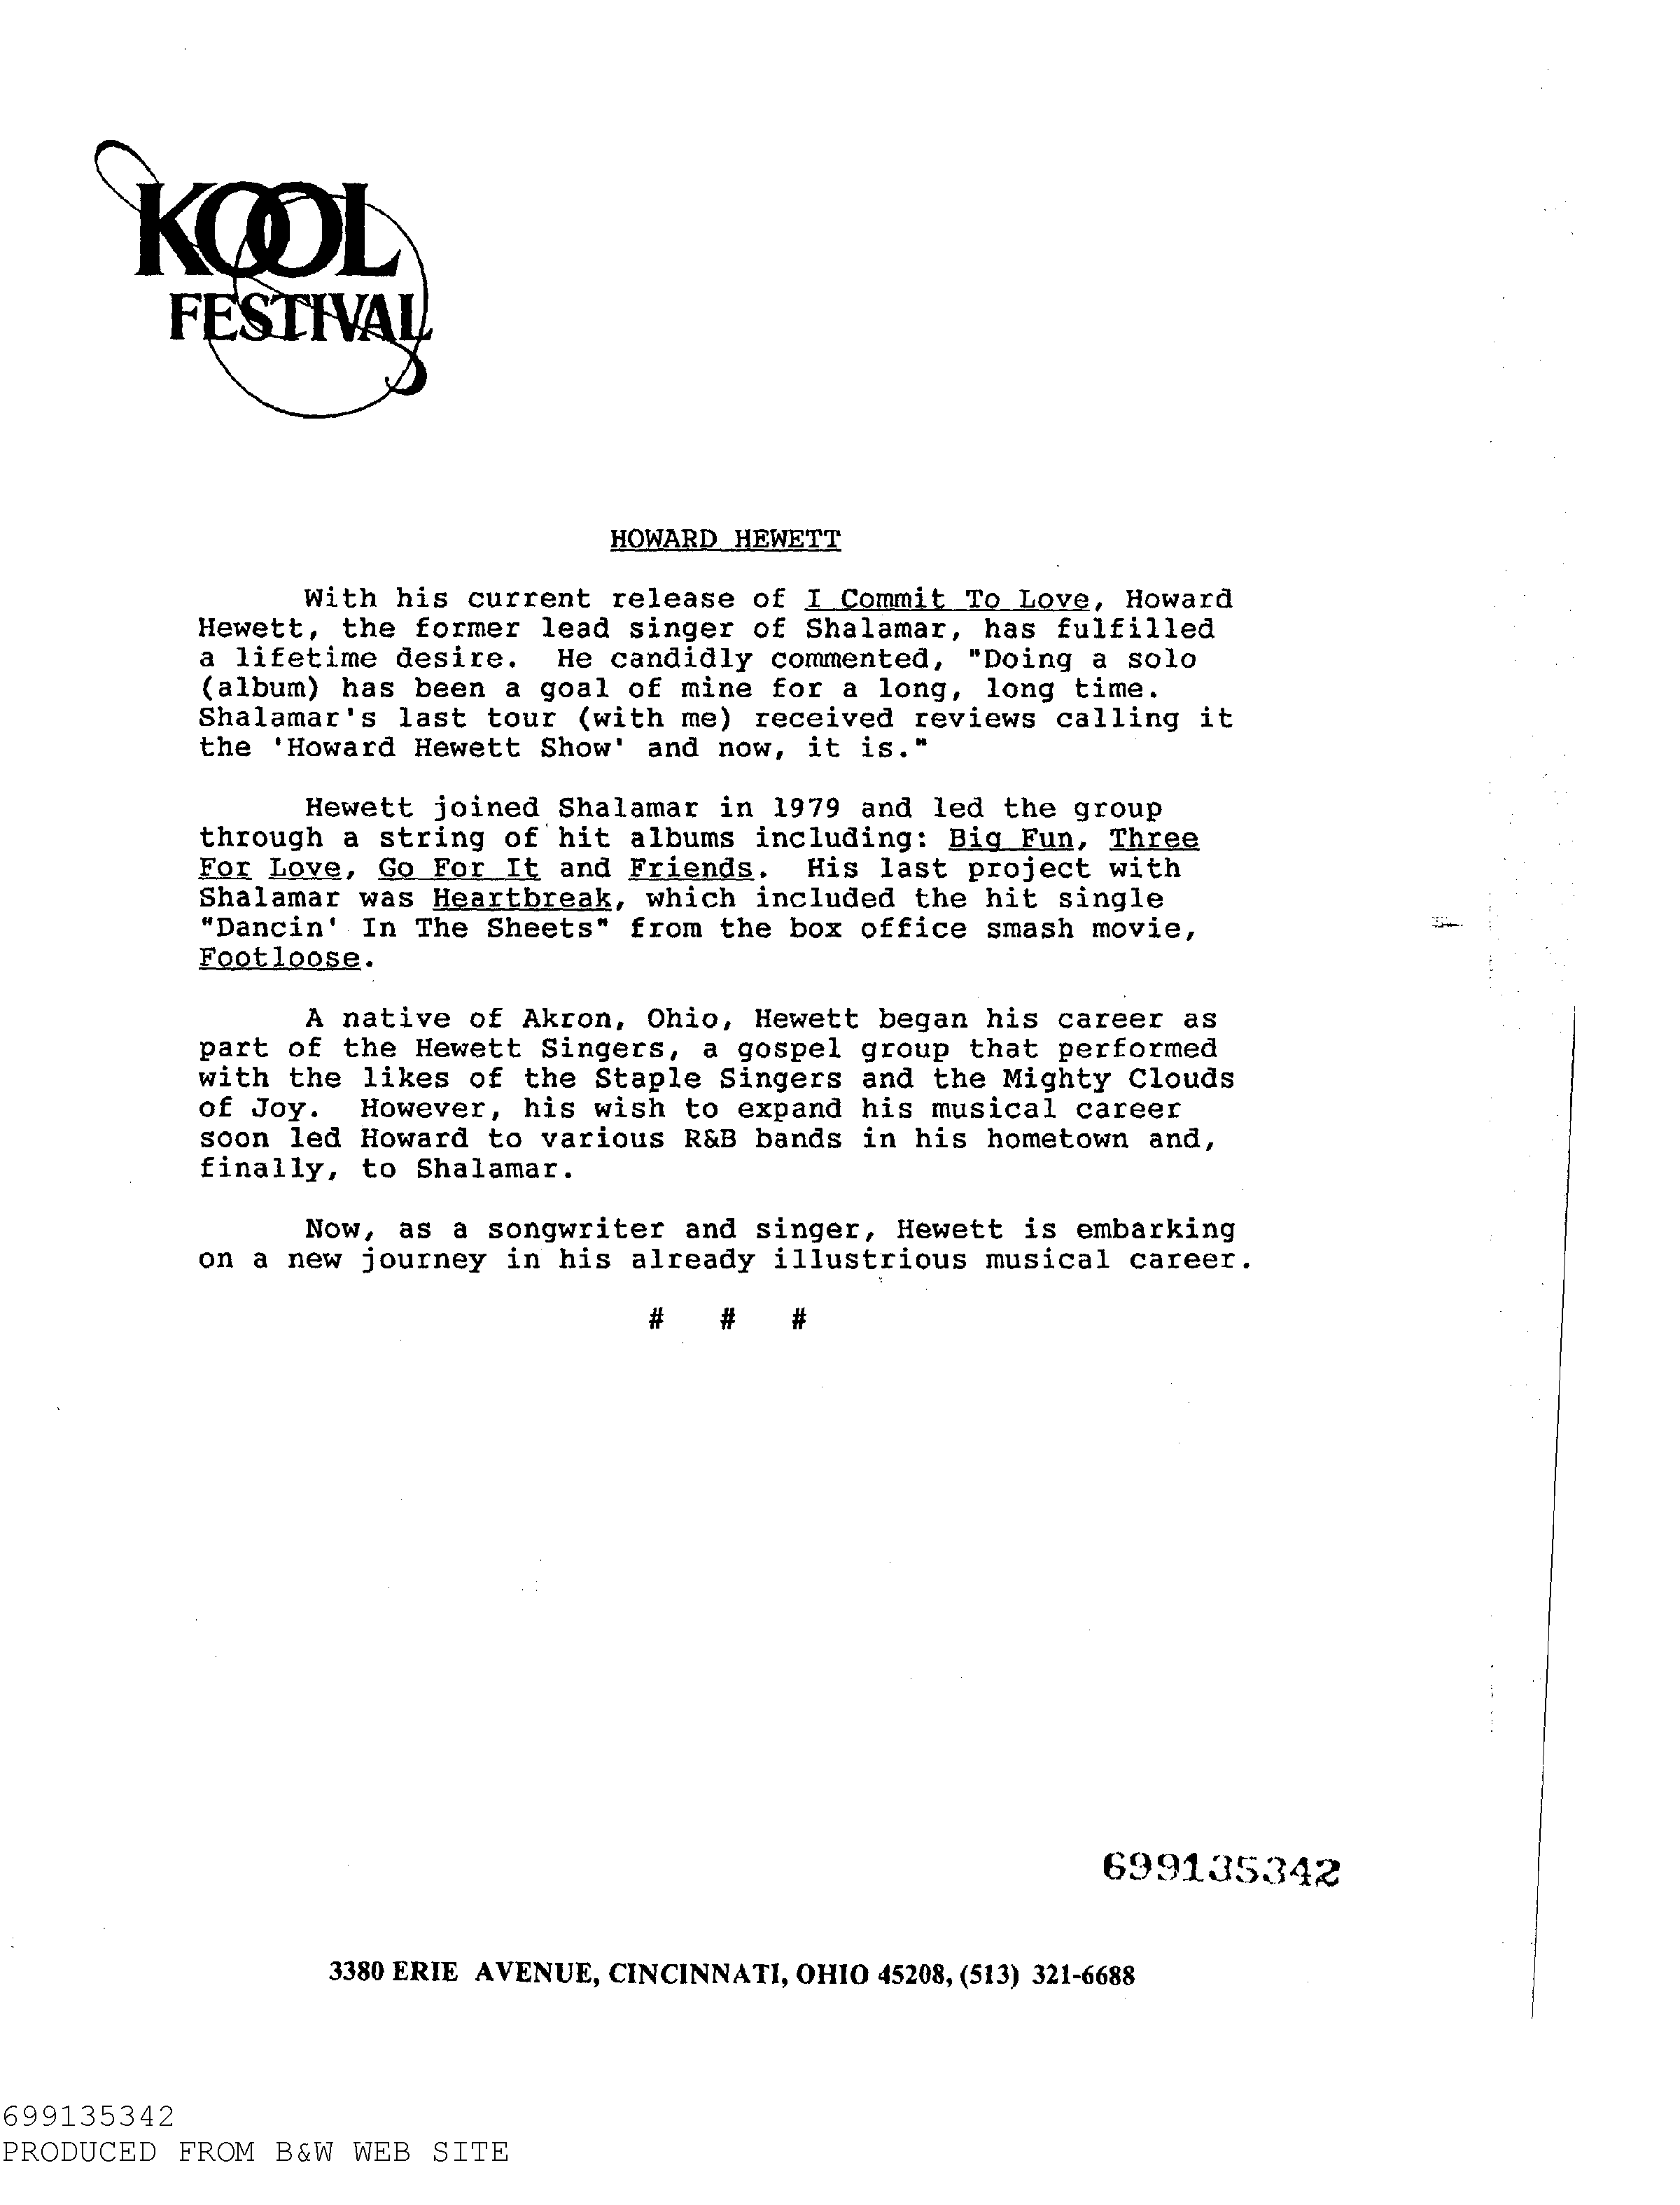 KOOL
FESTIVAL
HOWARD HEWETT
With his current release of I Commit To Love, Howard
Hewett, the former lead singer of Shalamar, has fulfilled
a lifetime desire. He candidly commented, "Doing a solo
(album) has been a goal of mine for a long, long time.
Shalamar's last tour (with me) received reviews calling it
the 'Howard Hewett Show' and now, it is."
Hewett joined Shalamar in 1979 and led the group
through a string of hit albums including: Big Fun, Three
For Love, Go For It and Friends. His last project with
Shalamar was Heartbreak, which included the hit single
"Dancin' In The Sheets" from the box office smash movie,
Footloose.
A native of Akron, Ohio, Hewett began his career as
part of the Hewett Singers, a gospel group that performed
with the likes of the Staple Singers and the Mighty Clouds
of Joy. However, his wish to expand his musical career
soon led Howard to various R&B bands in his hometown and,
finally, to Shalamar.
Now, as a songwriter and singer, Hewett is embarking
on a new journey in his already illustrious musical career.
# # #
699135342
3380 ERIE AVENUE, CINCINNATI, OHIO 45208, (513) 321-6688
699135342
PRODUCED FROM B&W WEB SITE